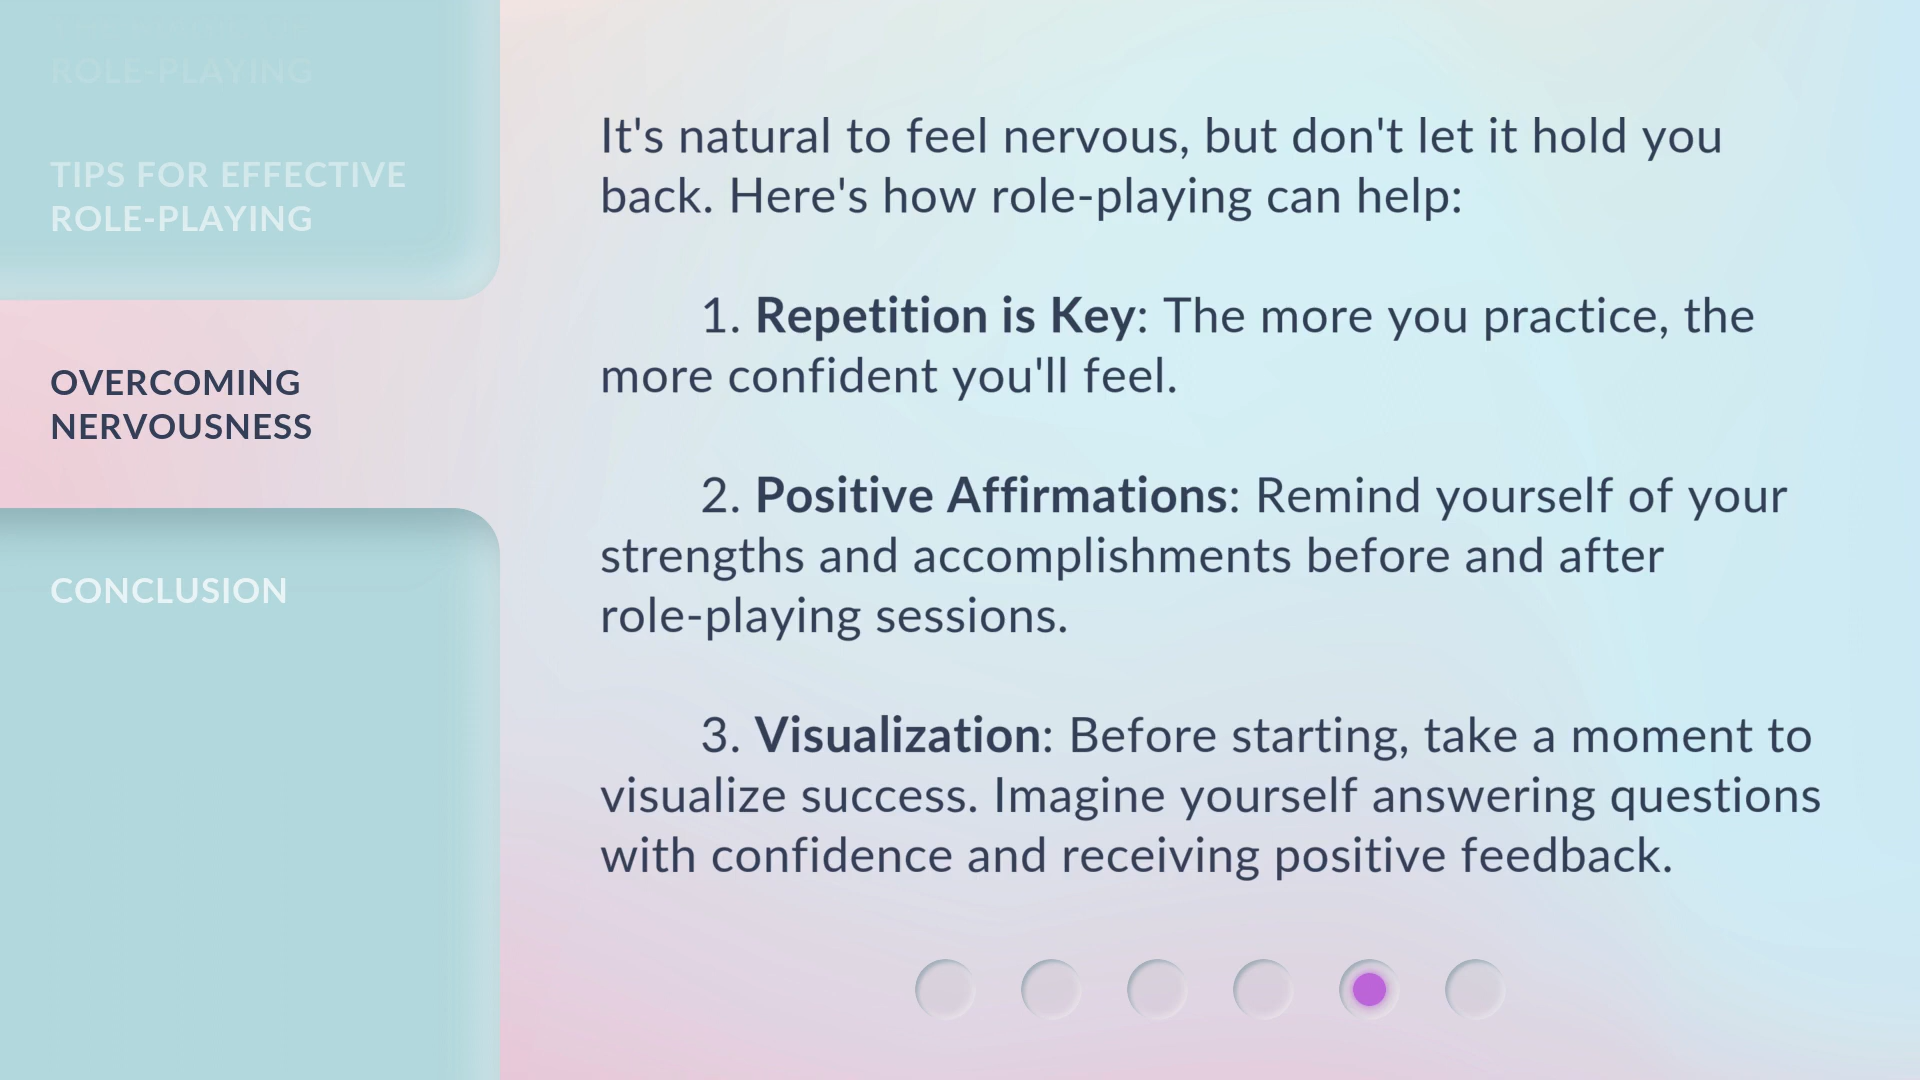 ROLE-PLAYING
TIPS FOR EFFECTIVE
ROLE-PLAYING
OVERCOMING
NERVOUSNESS
CONCLUSION
It's natural to feel nervous, but don't let it hold you
back. Here's how role-playing can help:
1. Repetition is Key: The more you practice, the
more confident you'll feel.
2. Positive Affirmations: Remind yourself of your
strengths and accomplishments before and after
role-playing sessions.
3. Visualization: Before starting, take a moment to
visualize success. Imagine yourself answering questions
with confidence and receiving positive feedback.